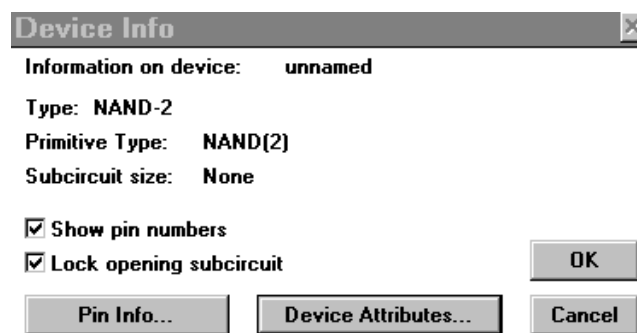 Device Info
Information on device: unnamed
Type: NAND-2
Primitive Type: NAND(2)
Subcircuit size: None
Show pin numbers
Lock opening subcircuit
OK
Pin Info... Device Attributes... Cancel